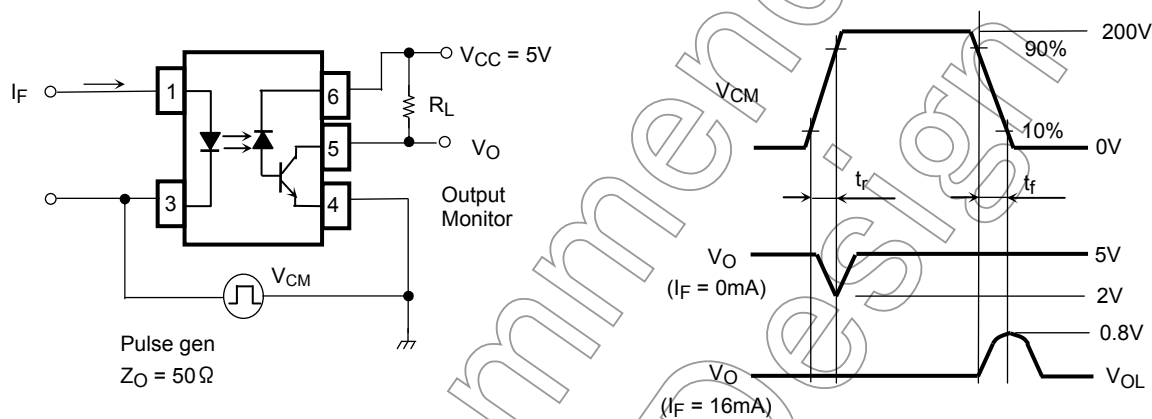 I_F
1
3
6
5
4
V_CC = 5V
R_L
V_O
Output
Monitor
V_CM
Pulse gen
Z_O = 50Ω
V_CM
200V
90%
10%
0V
t_r
t_f
V_O
(I_F = 0mA)
5V
2V
0.8V
V_O
(I_F = 16mA)
V_OL